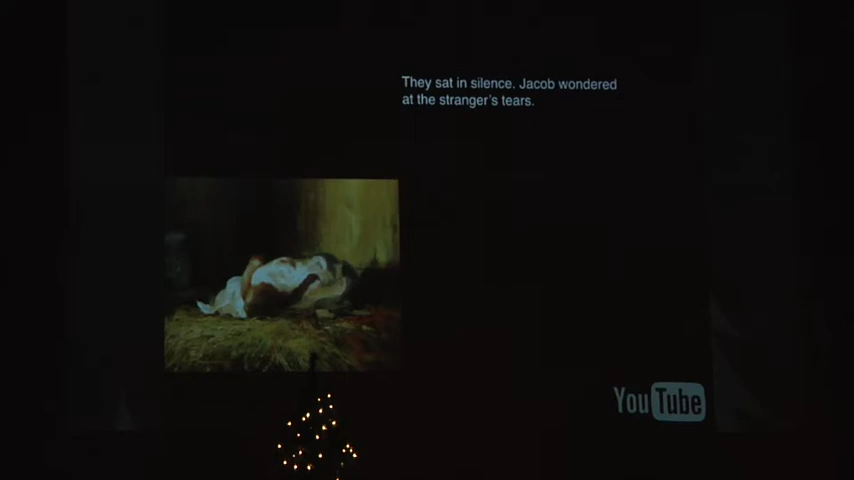 They sat in silence. Jacob wondered
at the stranger's tears.
YouTube